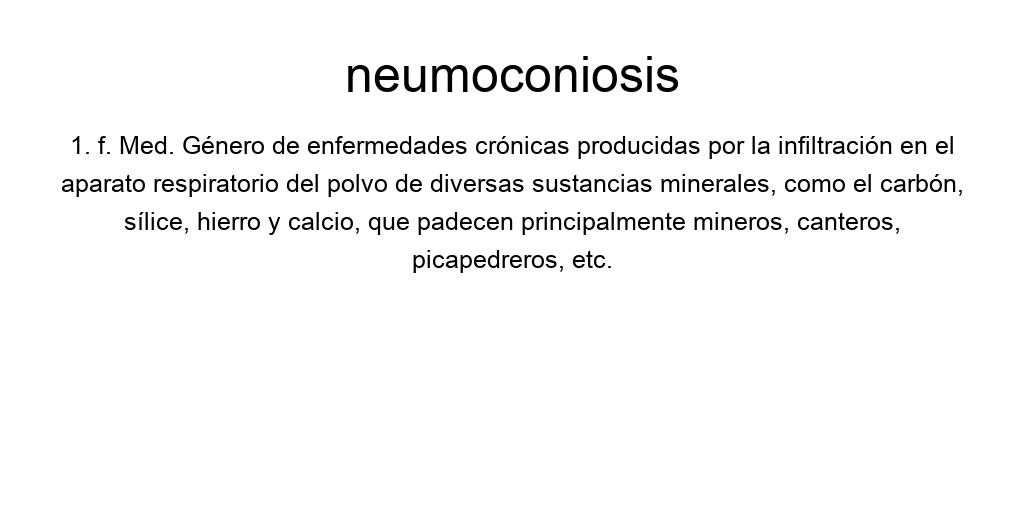 neumoconiosis
1. f. Med. Género de enfermedades crónicas producidas por la infiltración en el
aparato respiratorio del polvo de diversas sustancias minerales, como el carbón,
sílice, hierro y calcio, que padecen principalmente mineros, canteros,
picapedreros, etc.